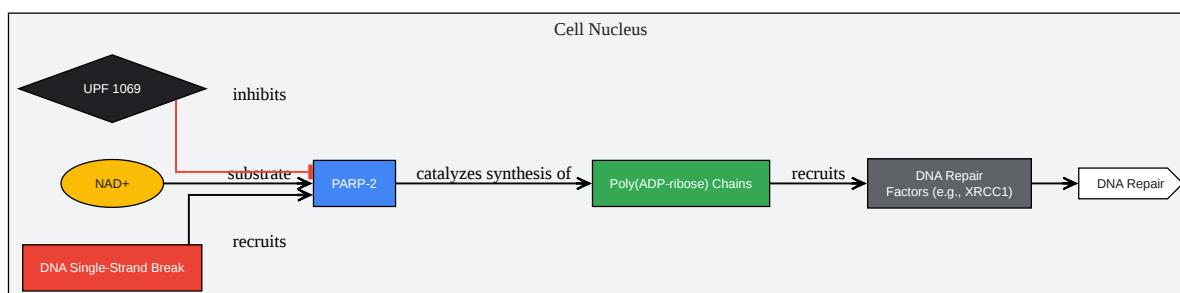 Cell Nucleus
UPF 1069
inhibits
NAD+
substrate
PARP-2
catalyzes synthesis of
Poly(ADP-ribose) Chains
recruits
DNA Repair
Factors (e.g., XRCC1)
DNA Repair
recruits
DNA Single-Strand Break